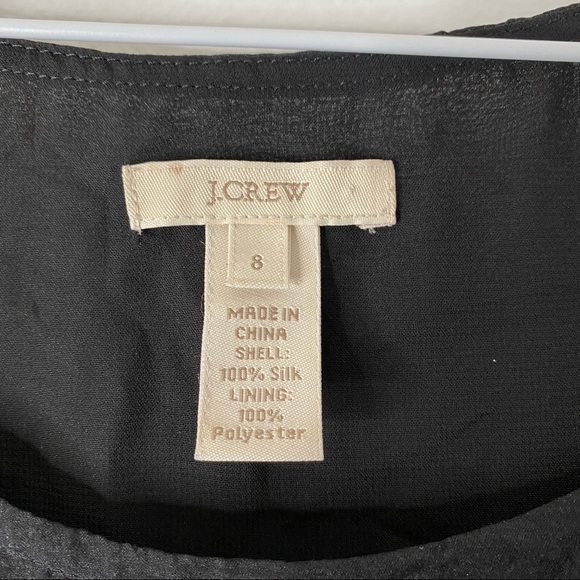 J.CREW
8
MADE IN
CHINA
SHELL:
100% Silk
LINING:
100%
Polyester